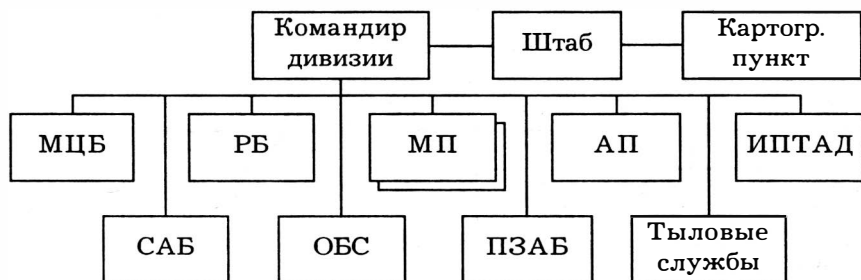 Командир
дивизии
Штаб
Картогр.
пункт
МЦБ
РБ
МП
АП
ИПТАД
САБ
ОБС
ПЗАБ
Тыловые
службы